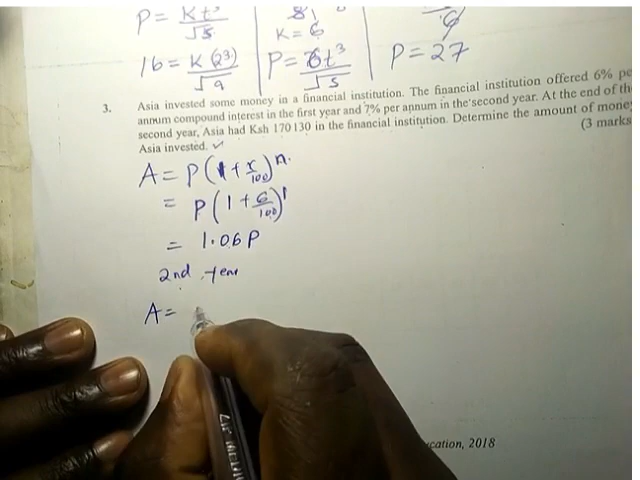 P = Kt³/√s
16 = K(2³)/√9
8
K = 6
P = 6t³/√s
P = 27
3. Asia invested some money in a financial institution. The financial institution offered 6% pe
annum compound interest in the first year and 7% per annum in the second year. At the end of th
second year, Asia had Ksh 170 130 in the financial institution. Determine the amount of money
Asia invested. ✓
(3 marks
A = P(1 + r/100)ⁿ.
= P(1 + 6/100)¹
= 1.06P
2nd year
A =
cation, 2018